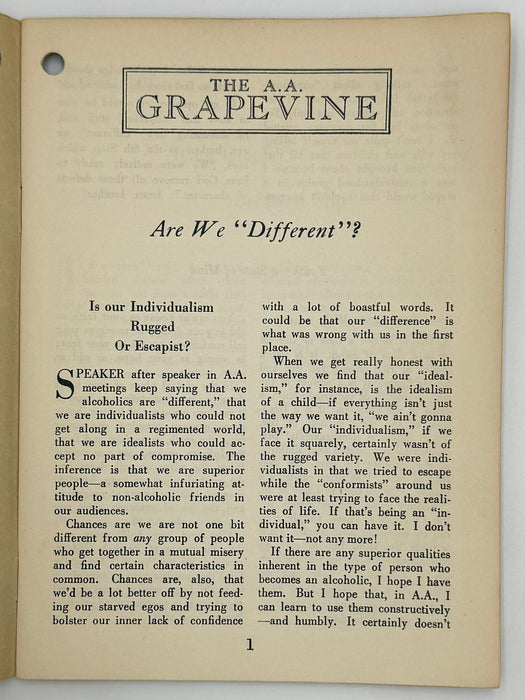 THE A.A.
GRAPEVINE
Are We "Different"?
Is our Individualism
Rugged
Or Escapist?
SPEAKER after speaker in A.A.
meetings keep saying that we
alcoholics are "different," that
we are individualists who could not
get along in a regimented world,
that we are idealists who could ac-
cept no part of compromise. The
inference is that we are superior
people—a somewhat infuriating at-
titude to non-alcoholic friends in
our audiences.
Chances are we are not one bit
different from any group of people
who get together in a mutual misery
and find certain characteristics in
common. Chances are, also, that
we'd be a lot better off by not feed-
ing our starved egos and trying to
bolster our inner lack of confidence
with a lot of boastful words. It
could be that our "difference" is
what was wrong with us in the first
place.
When we get really honest with
ourselves we find that our "ideal-
ism," for instance, is the idealism
of a child—if everything isn't just
the way we want it, "we ain't gonna
play." Our "individualism," if we
face it squarely, certainly wasn't of
the rugged variety. We were indi-
vidualists in that we tried to escape
while the "conformists" around us
were at least trying to face the reali-
ties of life. If that's being an "in-
dividual," you can have it. I don't
want it—not any more!
If there are any superior qualities
inherent in the type of person who
becomes an alcoholic, I hope I have
them. But I hope that, in A.A., I
can learn to use them constructively
—and humbly. It certainly doesn't
1